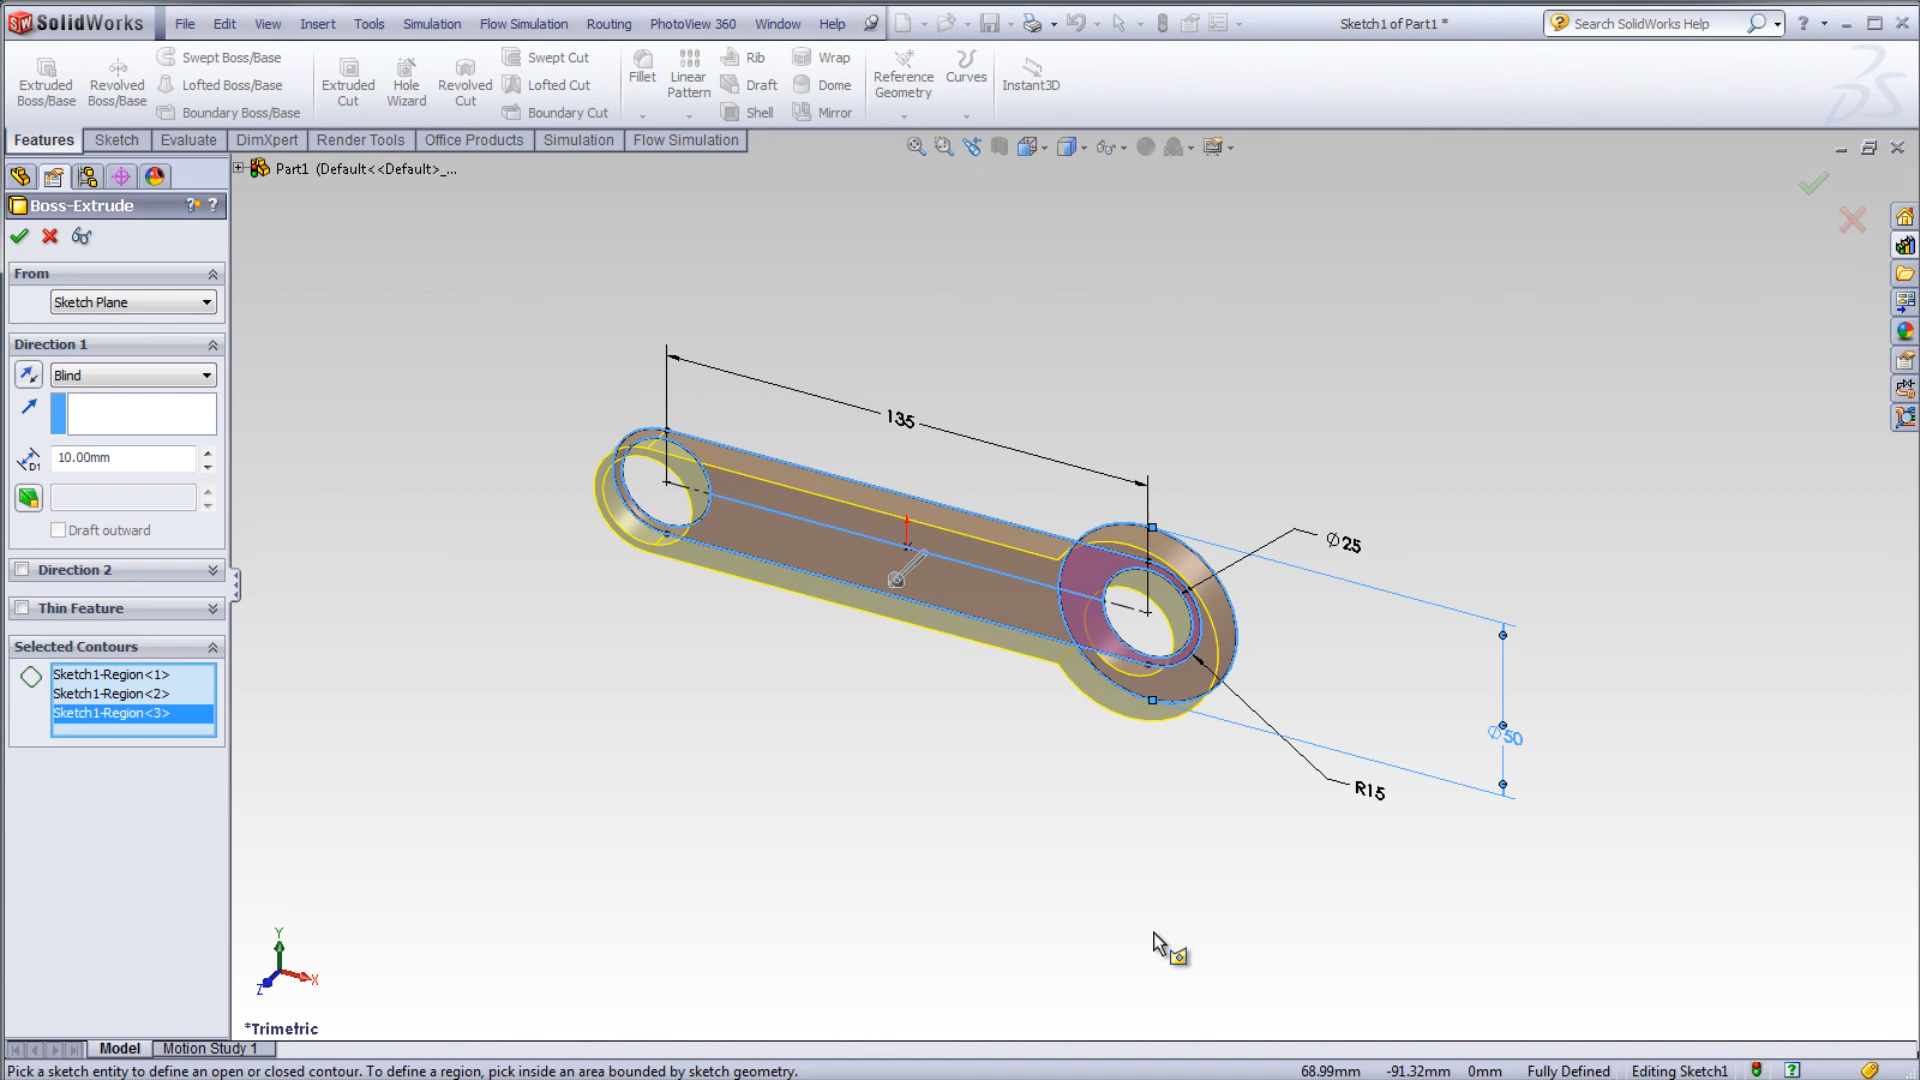 SolidWorks File Edit View Insert Tools Simulation Flow Simulation Routing PhotoView 360 Window Help Sketch1 of Part1 * Search SolidWorks Help
Extruded Boss/Base
Revolved Boss/Base
Swept Boss/Base
Lofted Boss/Base
Boundary Boss/Base
Extruded Cut
Hole Wizard
Revolved Cut
Swept Cut
Lofted Cut
Boundary Cut
Fillet
Linear Pattern
Rib
Draft
Shell
Wrap
Dome
Mirror
Reference Geometry
Curves
Instant3D
Features Sketch Evaluate DimXpert Render Tools Office Products Simulation Flow Simulation
Part1 (Default<<Default>_...
Boss-Extrude
From
Sketch Plane
Direction 1
Blind
D1 10.00mm
Draft outward
Direction 2
Thin Feature
Selected Contours
Sketch1-Region<1>
Sketch1-Region<2>
Sketch1-Region<3>
135
∅25
∅50
R15
Y
X
Z
*Trimetric
Model Motion Study 1
Pick a sketch entity to define an open or closed contour. To define a region, pick inside an area bounded by sketch geometry. 68.99mm -91.32mm 0mm Fully Defined Editing Sketch1